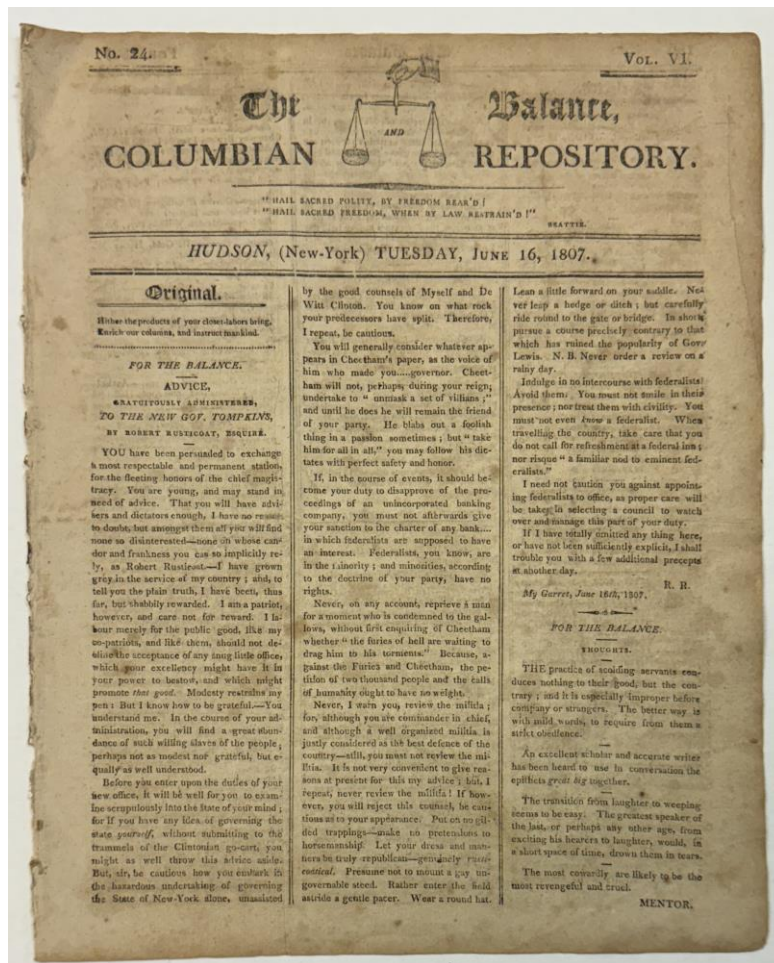 No. 24.
VOL. VI.
The Balance,
AND
COLUMBIAN REPOSITORY.
"HAIL SACRED POLITY, BY FREEDOM REAR'D!
"HAIL SACRED FREEDOM, WHEN BY LAW RESTRAIN'D!"
BEATTIE.
HUDSON, (New-York) TUESDAY, JUNE 16, 1807.
Original.
Hither the products of your closet-labors bring,
Enrich our columns, and instruct mankind.
FOR THE BALANCE.
ADVICE,
GRATUITOUSLY ADMINISTERED,
TO THE NEW GOV. TOMPKINS,
BY ROBERT RUSTICOAT, ESQUIRE.
YOU have been persuaded to exchange
a most respectable and permanent station,
for the fleeting honors of the chief magis-
tracy. You are young, and may stand in
need of advice. That you will have advi-
sers and dictators enough, I have no reason
to doubt, but amongst them all you will find
none so disinterested—none on whose can-
dor and frankness you can so implicitly re-
ly, as Robert Rusticoat.—I have grown
grey in the service of my country; and, to
tell you the plain truth, I have been, thus
far, but shabbily rewarded. I am a patriot,
however, and care not for reward. I la-
bour merely for the public good, like my
co-patriots, and like them, should not de-
cline the acceptance of any snug little office,
which your excellency might have it in
your power to bestow, and which might
promote that good. Modesty restrains my
pen: But I know how to be grateful.—You
understand me. In the course of your ad-
ministration, you will find a great abun-
dance of such willing slaves of the people,
perhaps not as modest nor grateful, but e-
qually as well understood.
Before you enter upon the duties of your
new office, it will be well for you to exam-
ine scrupulously into the state of your mind;
for if you have any idea of governing the
state yourself, without submitting to the
trammels of the Clintonian go-cart, you
might as well throw this advice aside.
But, sir, be cautious how you embark in
the hazardous undertaking of governing
the State of New-York alone, unassisted
by the good counsels of Myself and De
Witt Clinton. You know on what rock
your predecessors have split. Therefore,
I repeat, be cautious.
You will generally consider whatever ap-
pears in Cheetham's paper, as the voice of
him who made you.....governor. Cheet-
ham will not, perhaps, during your reign,
undertake to "unmask a set of villians;"
and until he does he will remain the friend
of your party. He blabs out a foolish
thing in a passion sometimes; but "take
him for all in all," you may follow his dic-
tates with perfect safety and honor.
If, in the course of events, it should be-
come your duty to disapprove of the pro-
ceedings of an unincorporated banking
company, you must not afterwards give
your sanction to the charter of any bank....
in which federalists are supposed to have
an interest. Federalists, you know, are
in the minority; and minorities, according
to the doctrine of your party, have no
rights.
Never, on any account, reprieve a man
for a moment who is condemned to the gal-
lows, without first enquiring of Cheetham
whether "the furies of hell are waiting to
drag him to his torments." Because, a-
gainst the Furies and Cheetham, the pe-
tition of two thousand people and the calls
of humanity ought to have no weight.
Never, I warn you, review the militia;
for, although you are commander in chief,
and although a well organized militia is
justly considered as the best defence of the
country—still, you must not review the mi-
litia. It is not very convenient to give rea-
sons at present for this my advice; but, I
repeat, never review the militia! If how-
ever, you will reject this counsel, be cau-
tious as to your appearance. Put on no gil-
ded trappings—make no pretensions to
horsemanship. Let your dress and man-
ners be truly republican—genuinely rusti-
coatical. Presume not to mount a gay un-
governable steed. Rather enter the field
astride a gentle pacer. Wear a round hat.
Lean a little forward on your saddle. Nev
er leap a hedge or ditch; but carefully
ride round to the gate or bridge. In short,
pursue a course precisely contrary to that
which has ruined the popularity of Gov.
Lewis. N. B. Never order a review on a
rainy day.
Indulge in no intercourse with federalists!
Avoid them. You must not smile in their
presence; nor treat them with civility. You
must not even know a federalist. When
travelling the country, take care that you
do not call for refreshment at a federal inn;
nor risque "a familiar nod to eminent fed-
eralists."
I need not caution you against appoint-
ing federalists to office, as proper care will
be taken in selecting a council to watch
over and manage this part of your duty.
If I have totally omitted any thing here,
or have not been sufficiently explicit, I shall
trouble you with a few additional precepts
at another day.
R. R.
My Garret, June 16th, 1807.
FOR THE BALANCE.
THOUGHTS.
THE practice of scolding servants con-
duces nothing to their good, but the con-
trary; and it is especially improper before
company or strangers. The better way is
with mild words, to require from them a
strict obedience.
An excellent scholar and accurate writer
has been heard to use in conversation the
epithets great big together.
The transition from laughter to weeping
seems to be easy: The greatest speaker of
the last, or perhaps any other age, from
exciting his hearers to laughter, would, in
a short space of time, drown them in tears.
The most cowardly are likely to be the
most revengeful and cruel.
MENTOR.